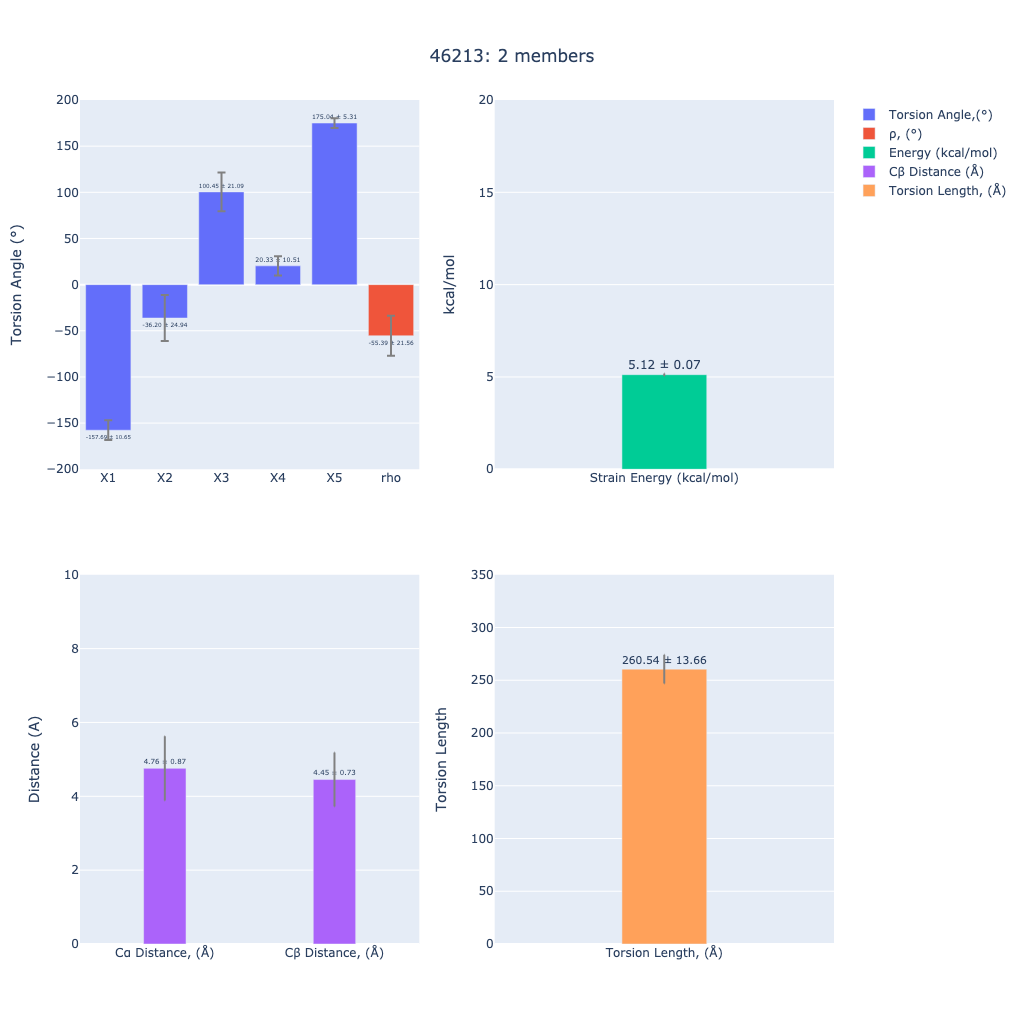 46213: 2 members
Torsion Angle (°)
200
150
100
50
0
−50
−100
−150
−200
-157.69 ± 10.65
-36.20 ± 24.94
100.45 ± 21.09
20.33 ± 10.51
175.04 ± 5.31
-55.39 ± 21.56
X1 X2 X3 X4 X5 rho
kcal/mol
20
15
10
5
0
5.12 ± 0.07
Strain Energy (kcal/mol)
Torsion Angle,(°)
ρ, (°)
Energy (kcal/mol)
Cβ Distance (Å)
Torsion Length, (Å)
Distance (A)
10
8
6
4
2
0
4.76 ± 0.87
4.45 ± 0.73
Cα Distance, (Å) Cβ Distance, (Å)
Torsion Length
350
300
250
200
150
100
50
0
260.54 ± 13.66
Torsion Length, (Å)